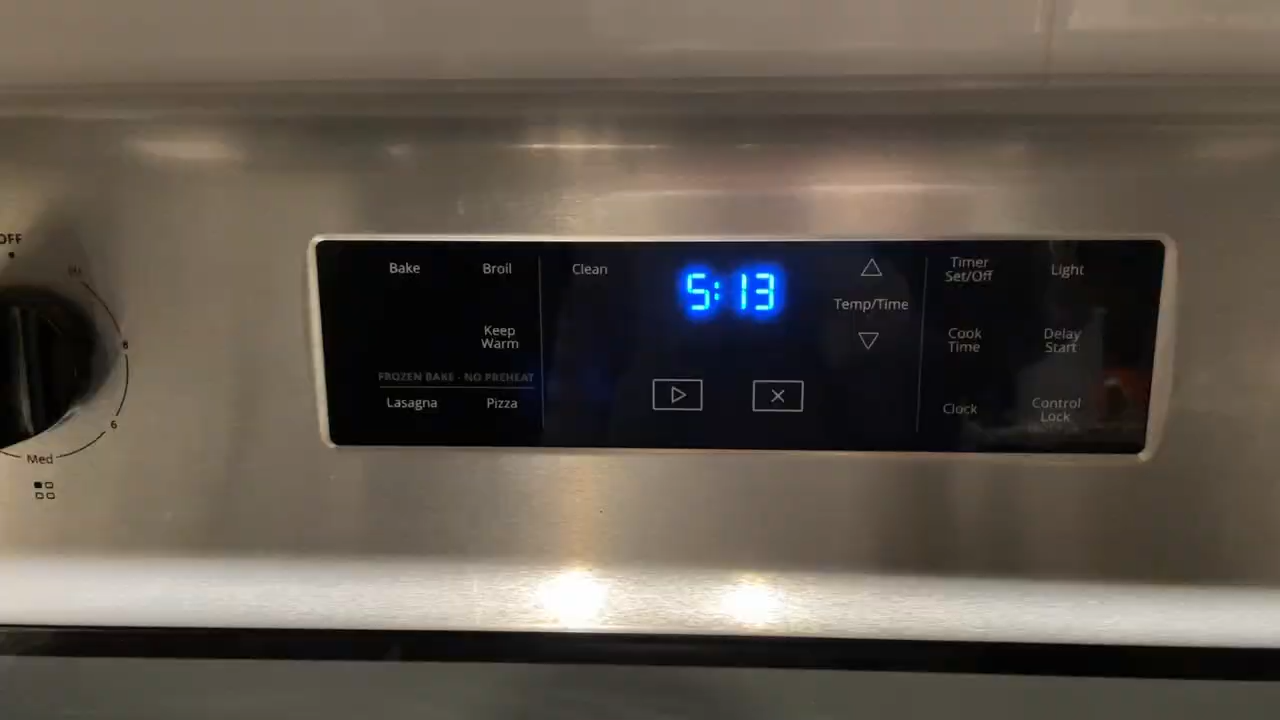 OFF
Hi
8
6
Med
Bake
Broil
Keep
Warm
FROZEN BAKE - NO PREHEAT
Lasagna
Pizza
Clean
5:13
Temp/Time
Timer
Set/Off
Light
Cook
Time
Delay
Start
Clock
Control
Lock